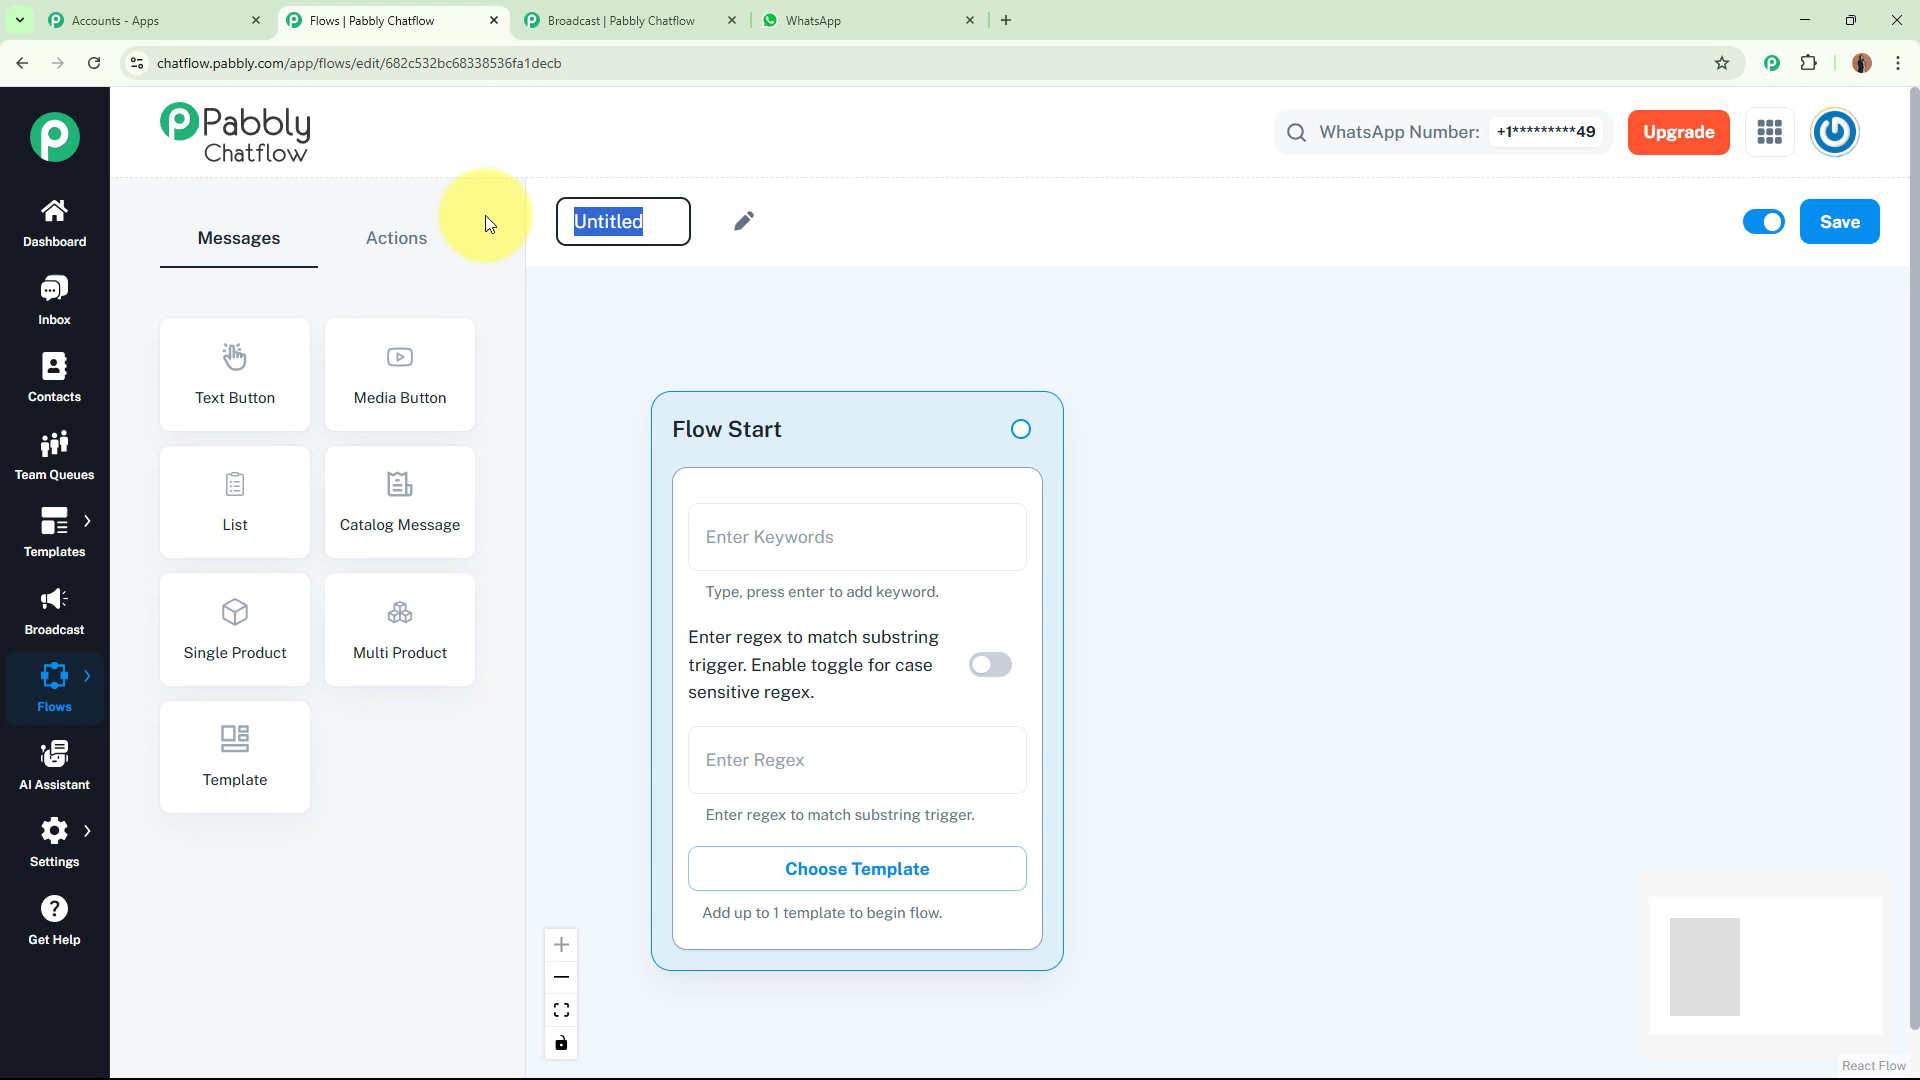 Accounts - Apps
Flows | Pabbly Chatflow
Broadcast | Pabbly Chatflow
WhatsApp
chatflow.pabbly.com/app/flows/edit/682c532bc68338536fa1decb
Pabbly
Chatflow
WhatsApp Number: +1*********49
Upgrade
Dashboard
Inbox
Contacts
Team Queues
Templates
Broadcast
Flows
AI Assistant
Settings
Get Help
Messages
Actions
Text Button
Media Button
List
Catalog Message
Single Product
Multi Product
Template
Untitled
Save
Flow Start
Enter Keywords
Type, press enter to add keyword.
Enter regex to match substring
trigger. Enable toggle for case
sensitive regex.
Enter Regex
Enter regex to match substring trigger.
Choose Template
Add up to 1 template to begin flow.
React Flow